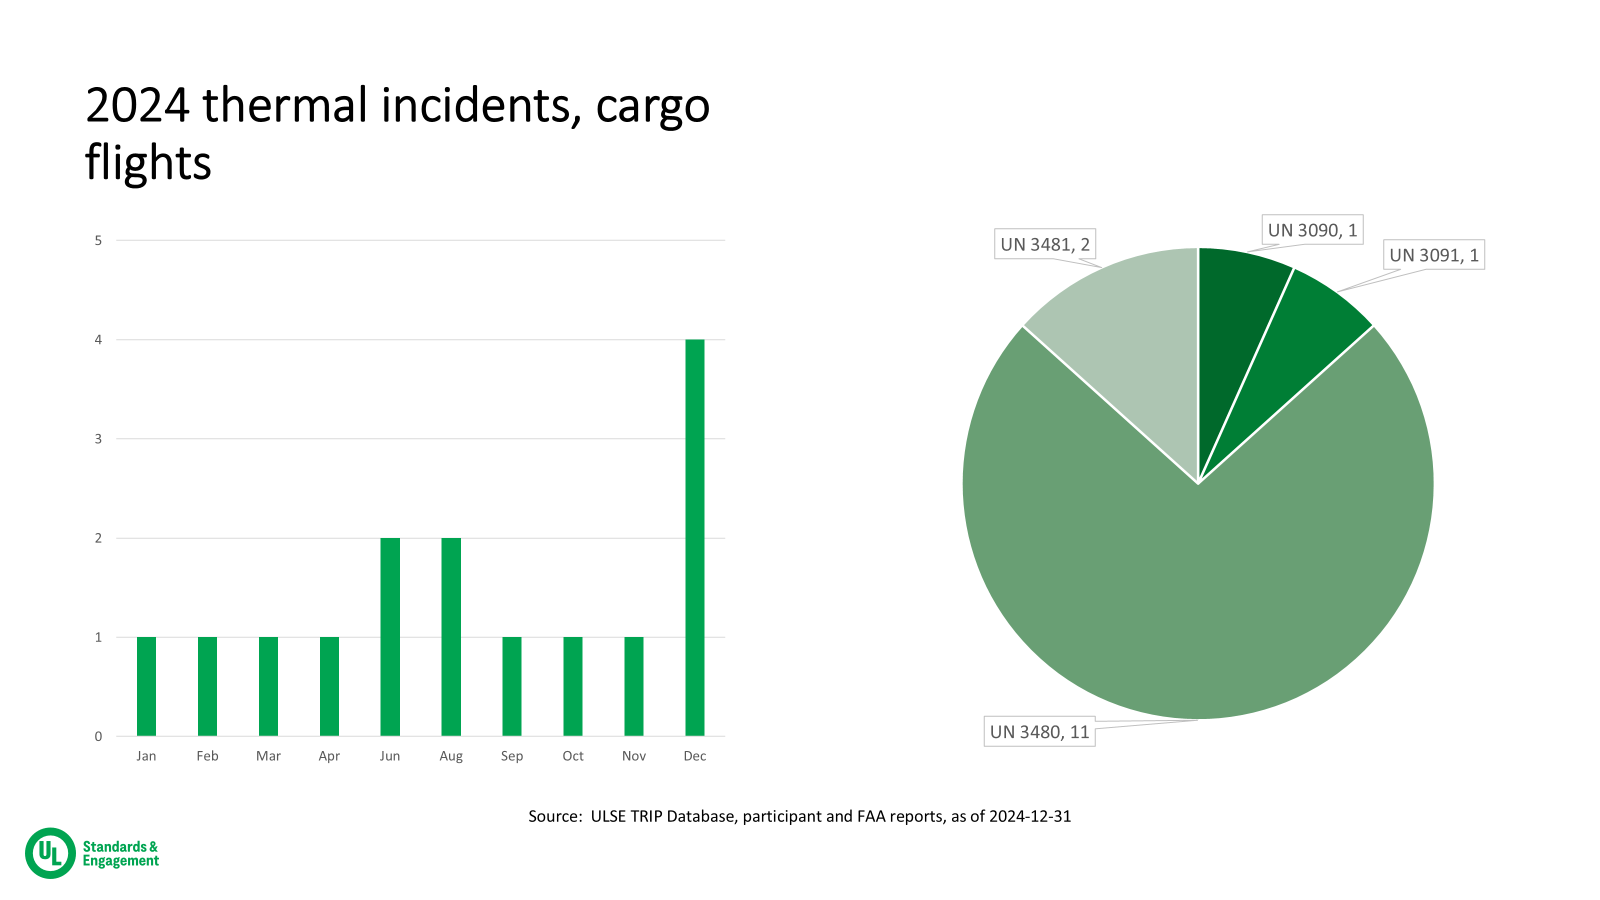 2024 thermal incidents, cargo
flights
5
4
3
2
1
0
Jan Feb Mar Apr Jun Aug Sep Oct Nov Dec
UN 3481, 2
UN 3090, 1
UN 3091, 1
UN 3480, 11
Source:  ULSE TRIP Database, participant and FAA reports, as of 2024-12-31
UL
Standards &
Engagement